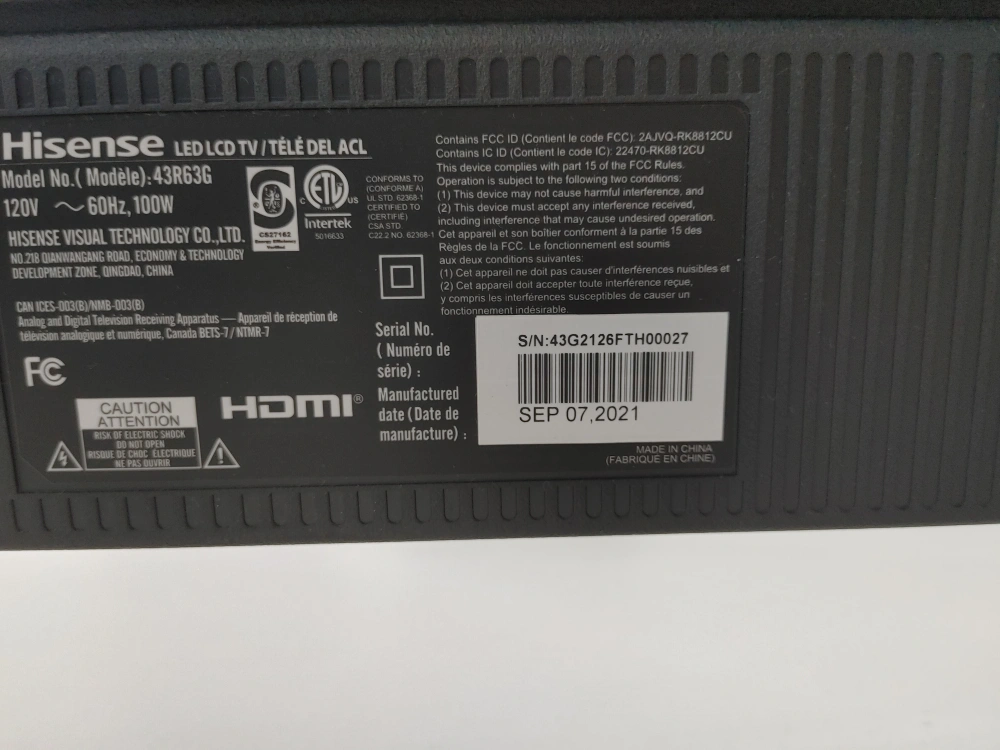 Hisense LED LCD TV / TÉLÉ DEL ACL
Model No.( Modèle):43R63G
120V ～ 60Hz, 100W
HISENSE VISUAL TECHNOLOGY CO., LTD.
NO.218 QIANWANGANG ROAD, ECONOMY & TECHNOLOGY
DEVELOPMENT ZONE, QINGDAO, CHINA
CS27162
Energy Efficiency
Verified
C ETL US
Intertek
5016633
CONFORMS TO
(CONFORME A)
UL STD. 62368-1
CERTIFIED TO
(CERTIFIÉ)
CSA STD.
C22.2 NO. 62368-1
CAN ICES-003(B)/NMB-003(B)
Analog and Digital Television Receiving Apparatus — Appareil de réception de
télévision analogique et numérique, Canada BETS-7 / NTMR-7
FC
CAUTION
ATTENTION
RISK OF ELECTRIC SHOCK
DO NOT OPEN
RISQUE DE CHOC ÉLECTRIQUE
NE PAS OUVRIR
HDMI®
Contains FCC ID (Contient le code FCC): 2AJVQ-RK8812CU
Contains IC ID (Contient le code IC): 22470-RK8812CU
This device complies with part 15 of the FCC Rules.
Operation is subject to the following two conditions:
(1) This device may not cause harmful interference, and
(2) This device must accept any interference received,
including interference that may cause undesired operation.
Cet appareil et son boîtier conforment à la partie 15 des
Règles de la FCC. Le fonctionnement est soumis
aux deux conditions suivantes:
(1) Cet appareil ne doit pas causer d'interférences nuisibles et
(2) Cet appareil doit accepter toute interférence reçue,
y compris les interférences susceptibles de causer un
fonctionnement indésirable.
Serial No.
( Numéro de
série) :
S/N:43G2126FTH00027
Manufactured
date (Date de
manufacture) :
SEP 07,2021
MADE IN CHINA
(FABRIQUÉ EN CHINE)